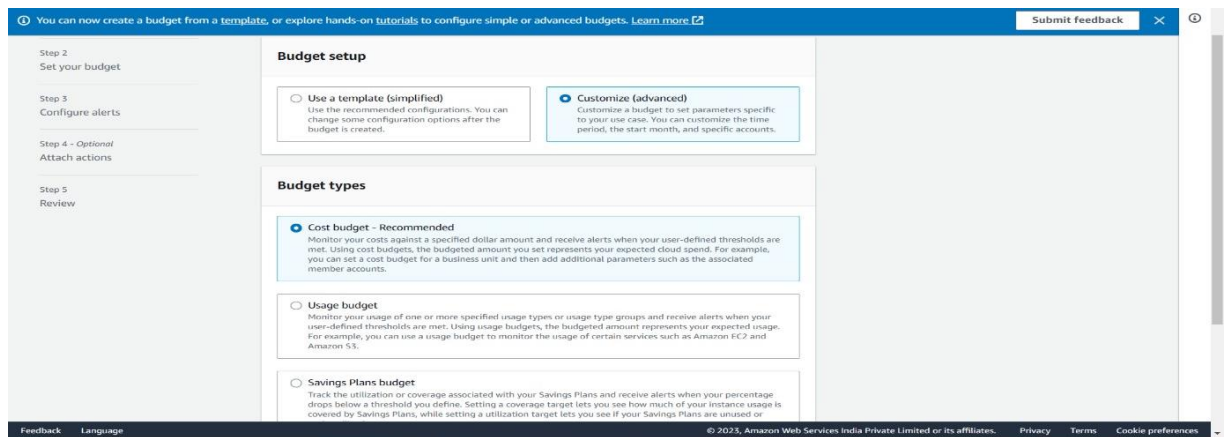 You can now create a budget from a template, or explore hands-on tutorials to configure simple or advanced budgets. Learn more
Submit feedback
Step 2
Set your budget
Step 3
Configure alerts
Step 4 - Optional
Attach actions
Step 5
Review
Budget setup
Use a template (simplified)
Use the recommended configurations. You can
change some configuration options after the
budget is created.
Customize (advanced)
Customize a budget to set parameters specific
to your use case. You can customize the time
period, the start month, and specific accounts.
Budget types
Cost budget - Recommended
Monitor your costs against a specified dollar amount and receive alerts when your user-defined thresholds are
met. Using cost budgets, the budgeted amount you set represents your expected cloud spend. For example,
you can set a cost budget for a business unit and then add additional parameters such as the associated
member accounts.
Usage budget
Monitor your usage of one or more specified usage types or usage type groups and receive alerts when your
user-defined thresholds are met. Using usage budgets, the budgeted amount represents your expected usage.
For example, you can use a usage budget to monitor the usage of certain services such as Amazon EC2 and
Amazon S3.
Savings Plans budget
Track the utilization or coverage associated with your Savings Plans and receive alerts when your percentage
drops below a threshold you define. Setting a coverage target lets you see how much of your instance usage is
covered by Savings Plans, while setting a utilization target lets you see if your Savings Plans are unused or
Feedback Language
© 2023, Amazon Web Services India Private Limited or its affiliates. Privacy Terms Cookie preferences